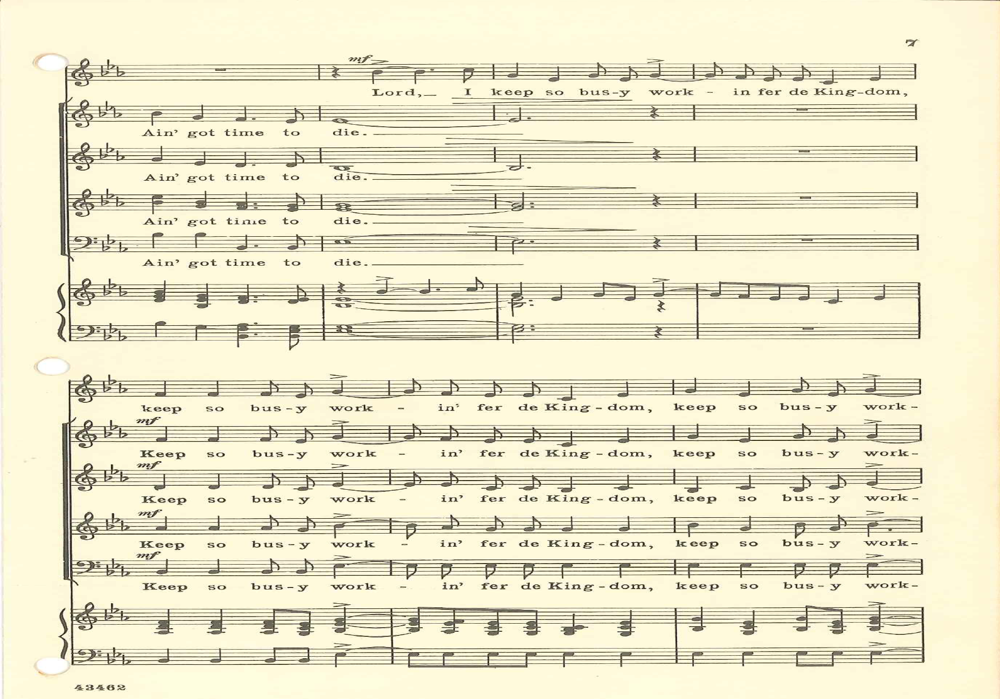 7
mf
Lord,_ I keep so bus-y work - in fer de King-dom,
Ain' got time to die.
Ain' got time to die.
Ain' got time to die.
Ain' got time to die.
keep so bus-y work - in' fer de King-dom, keep so bus-y work-
mf
Keep so bus-y work - in' fer de King-dom, keep so bus-y work-
mf
Keep so bus-y work - in' fer de King-dom, keep so bus-y work-
mf
Keep so bus-y work - in' fer de King-dom, keep so bus-y work-
mf
Keep so bus-y work - in' fer de King-dom, keep so bus-y work-
43462